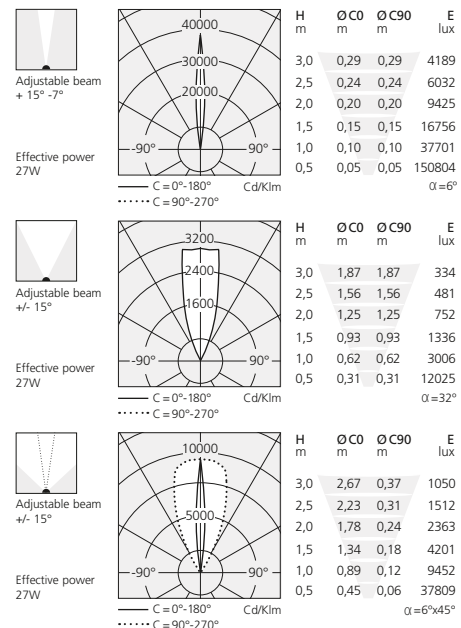 Adjustable beam
+ 15° -7°
Effective power
27W
40000
30000
20000
-90° 90°
C = 0°-180° Cd/Klm
C = 90°-270°
H Ø C0 Ø C90 E
m m m lux
3,0 0,29 0,29 4189
2,5 0,24 0,24 6032
2,0 0,20 0,20 9425
1,5 0,15 0,15 16756
1,0 0,10 0,10 37701
0,5 0,05 0,05 150804
α=6°
Adjustable beam
+/- 15°
Effective power
27W
3200
2400
1600
-90° 90°
C = 0°-180° Cd/Klm
C = 90°-270°
H Ø C0 Ø C90 E
m m m lux
3,0 1,87 1,87 334
2,5 1,56 1,56 481
2,0 1,25 1,25 752
1,5 0,93 0,93 1336
1,0 0,62 0,62 3006
0,5 0,31 0,31 12025
α=32°
Adjustable beam
+/- 15°
Effective power
27W
10000
5000
-90° 90°
C = 0°-180°
C = 90°-270°
H Ø C0 Ø C90 E
m m m lux
3,0 2,67 0,37 1050
2,5 2,23 0,31 1512
2,0 1,78 0,24 2363
1,5 1,34 0,18 4201
1,0 0,89 0,12 9452
0,5 0,45 0,06 37809
α=6°x45°
Cd/Klm